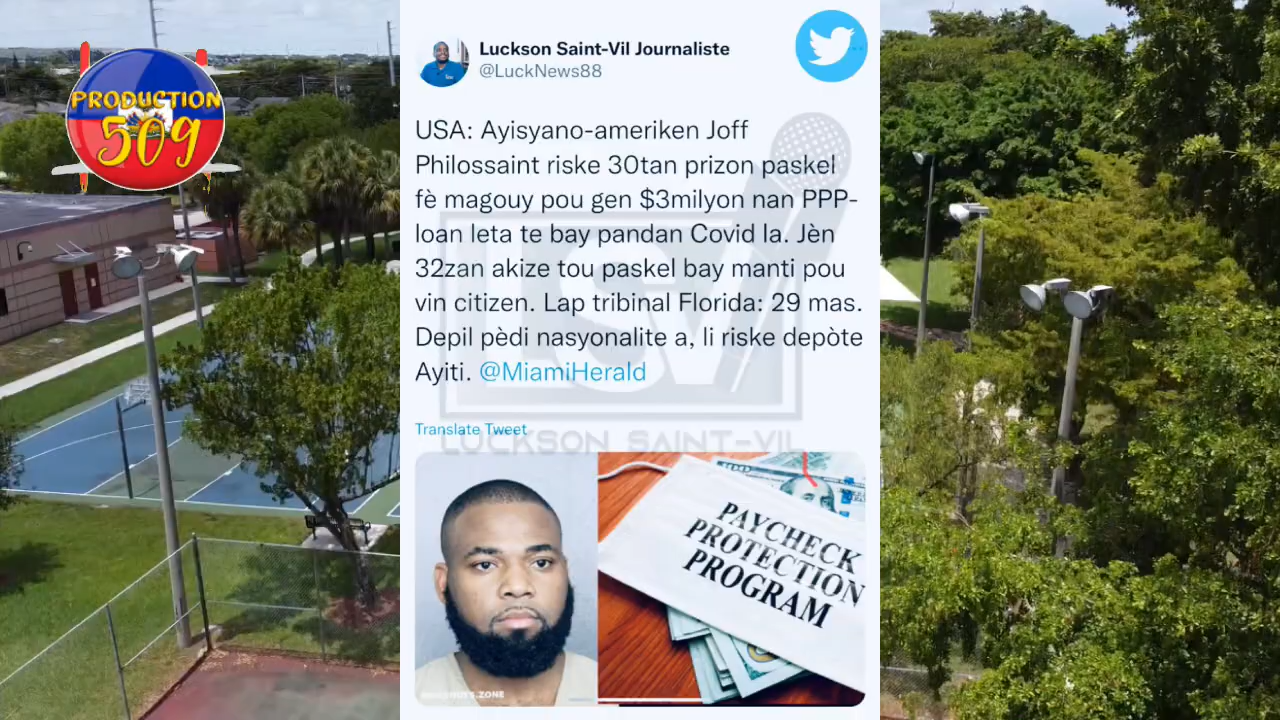 PRODUCTION
509
Luckson Saint-Vil Journaliste
@LuckNews88
USA: Ayisyano-ameriken Joff
Philossaint riske 30tan prizon paskel
fè magouy pou gen $3milyon nan PPP-
loan leta te bay pandan Covid la. Jèn
32zan akize tou paskel bay manti pou
vin citizen. Lap tribinal Florida: 29 mas.
Depil pèdi nasyonalite a, li riske depòte
Ayiti. @MiamiHerald
Translate Tweet
LSV
LUCKSON SAINT-VIL
PAYCHECK
PROTECTION
PROGRAM